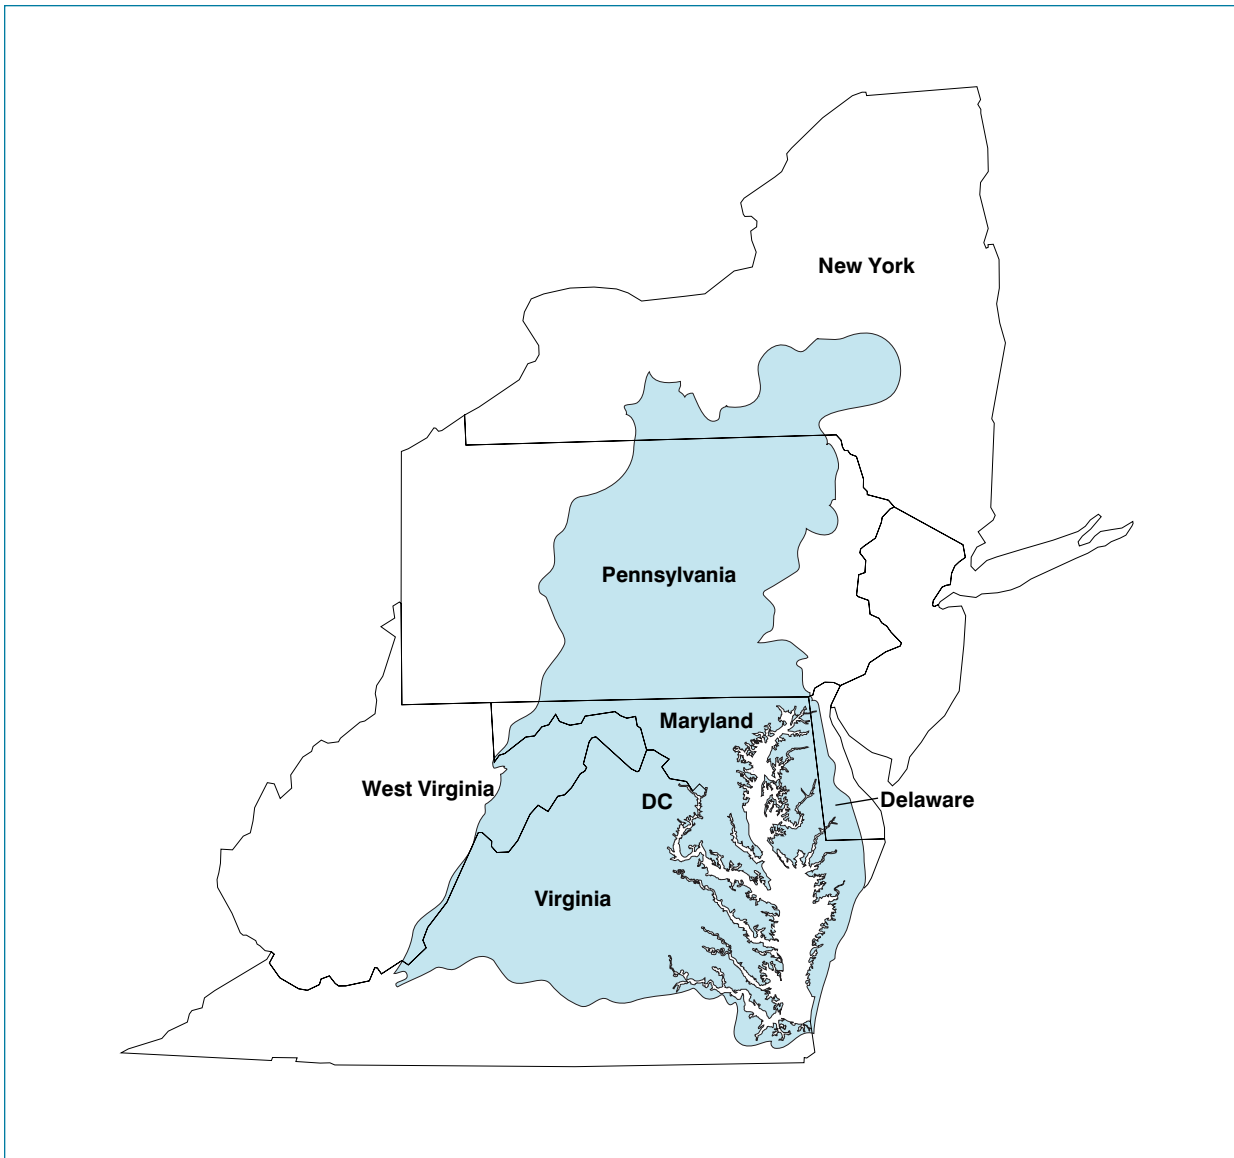 New York
Pennsylvania
Maryland
West Virginia
DC
Delaware
Virginia